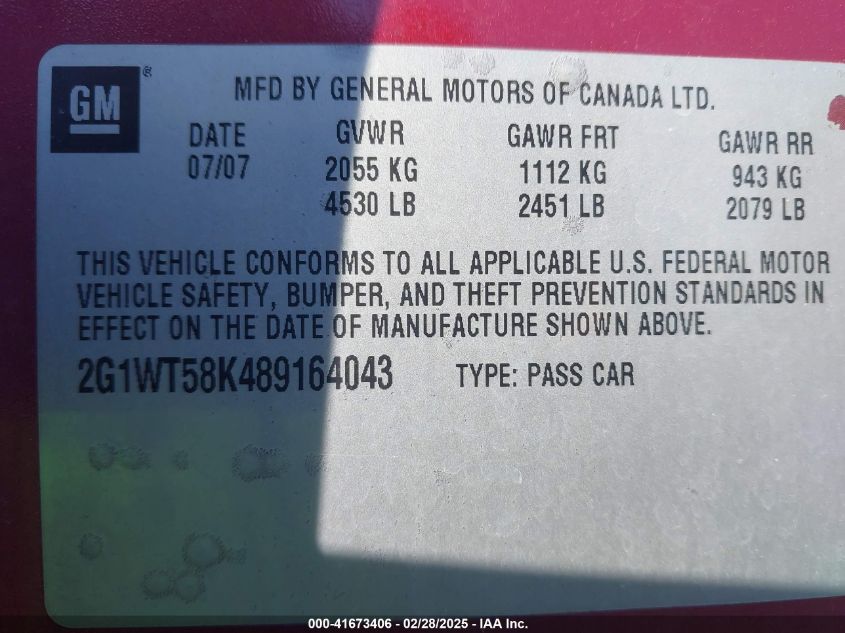 GM ®
MFD BY GENERAL MOTORS OF CANADA LTD.
DATE GVWR GAWR FRT GAWR RR
07/07 2055 KG 1112 KG 943 KG
4530 LB 2451 LB 2079 LB
THIS VEHICLE CONFORMS TO ALL APPLICABLE U.S. FEDERAL MOTOR
VEHICLE SAFETY, BUMPER, AND THEFT PREVENTION STANDARDS IN
EFFECT ON THE DATE OF MANUFACTURE SHOWN ABOVE.
2G1WT58K489164043 TYPE: PASS CAR
000-41673406 - 02/28/2025 - IAA Inc.